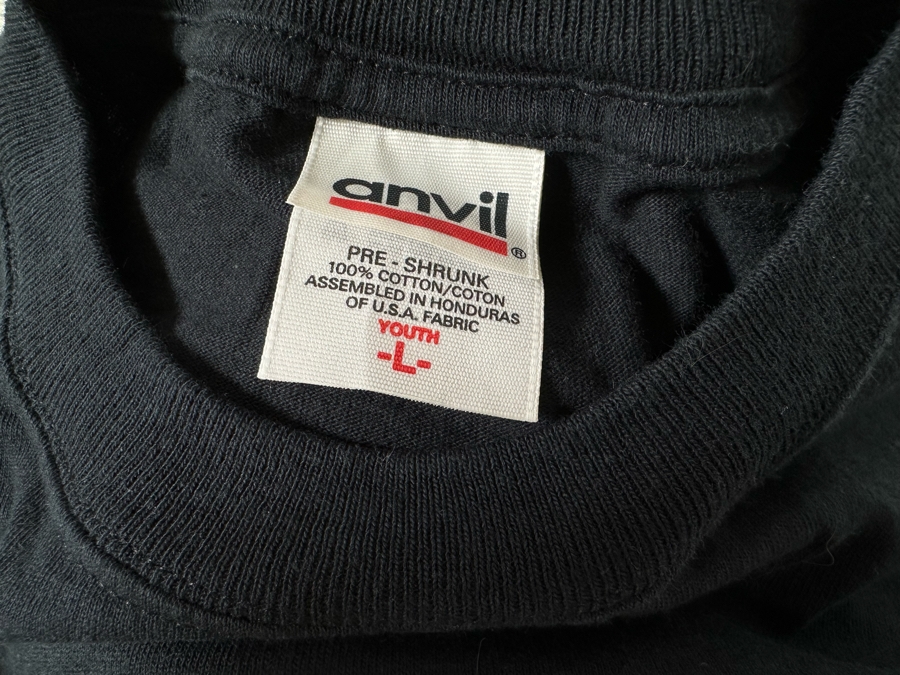 anvil®
PRE - SHRUNK
100% COTTON/COTON
ASSEMBLED IN HONDURAS
OF U.S.A. FABRIC
YOUTH
-L-